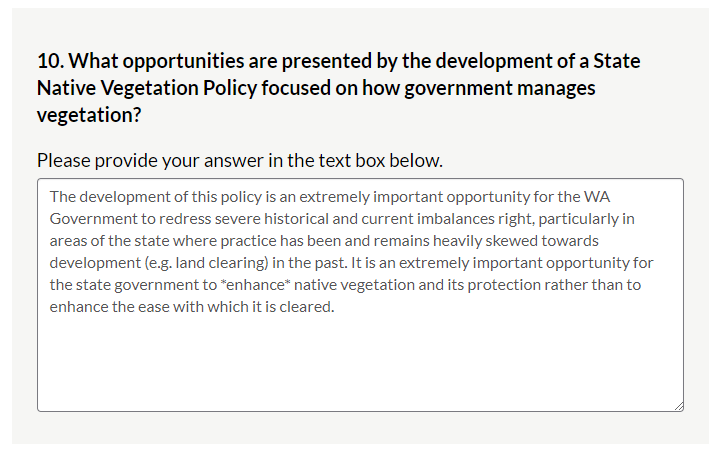 10. What opportunities are presented by the development of a State
Native Vegetation Policy focused on how government manages
vegetation?
Please provide your answer in the text box below.
The development of this policy is an extremely important opportunity for the WA
Government to redress severe historical and current imbalances right, particularly in
areas of the state where practice has been and remains heavily skewed towards
development (e.g. land clearing) in the past. It is an extremely important opportunity for
the state government to *enhance* native vegetation and its protection rather than to
enhance the ease with which it is cleared.